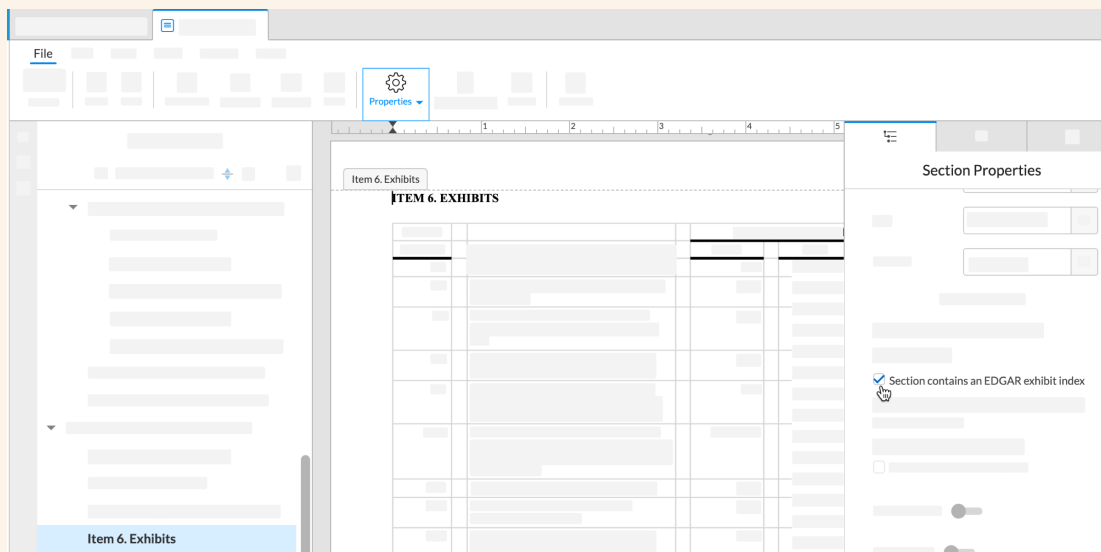 File
Properties
1 2 3 4 5
Section Properties
Item 6. Exhibits
ITEM 6. EXHIBITS
Section contains an EDGAR exhibit index
Item 6. Exhibits